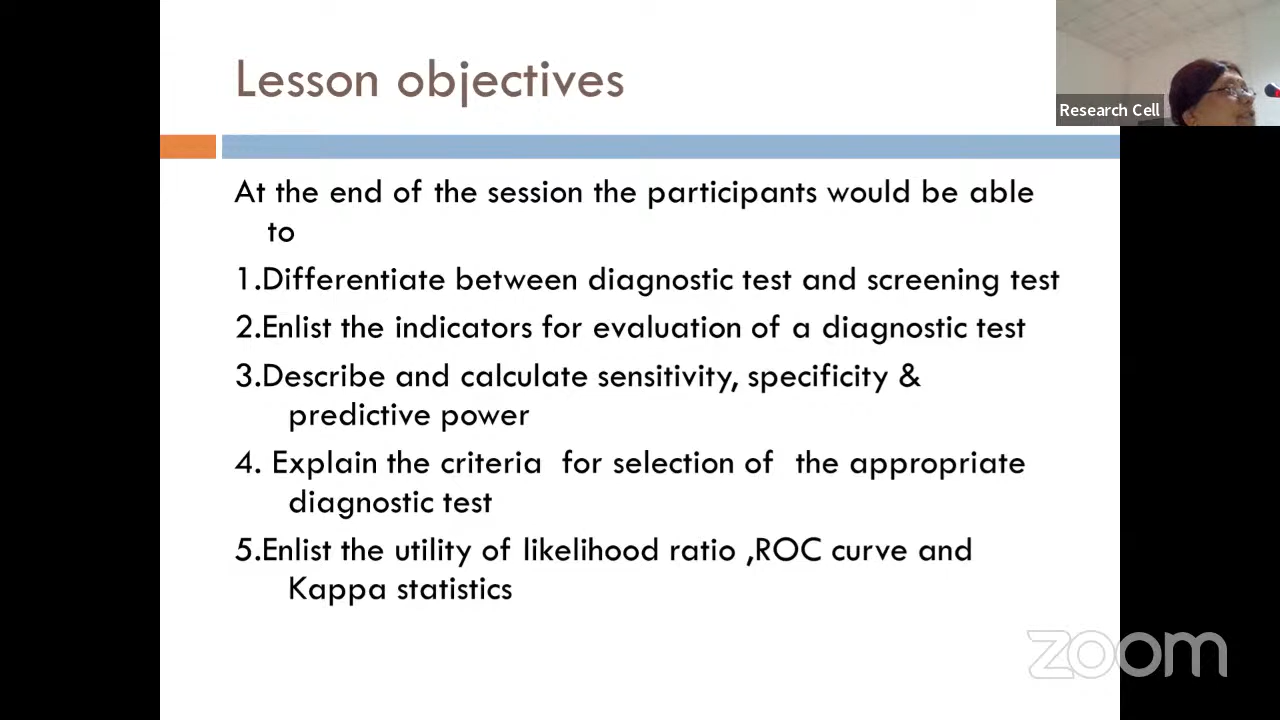 Lesson objectives
Research Cell
At the end of the session the participants would be able
to
1.Differentiate between diagnostic test and screening test
2.Enlist the indicators for evaluation of a diagnostic test
3.Describe and calculate sensitivity, specificity &
predictive power
4. Explain the criteria  for selection of  the appropriate
diagnostic test
5.Enlist the utility of likelihood ratio ,ROC curve and
Kappa statistics
zoom